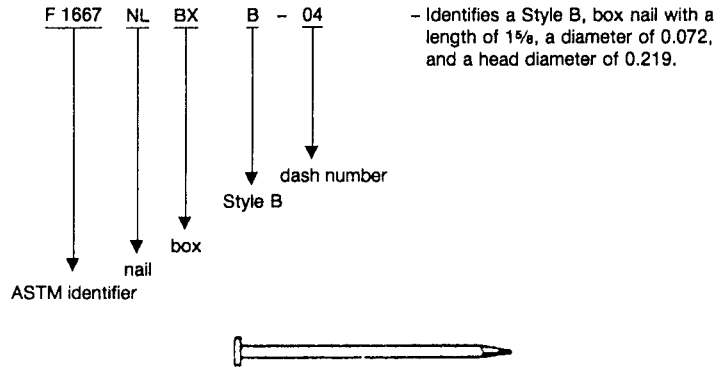 F 1667 NL BX B - 04
- Identifies a Style B, box nail with a
length of 1⅝, a diameter of 0.072,
and a head diameter of 0.219.
dash number
Style B
box
nail
ASTM identifier